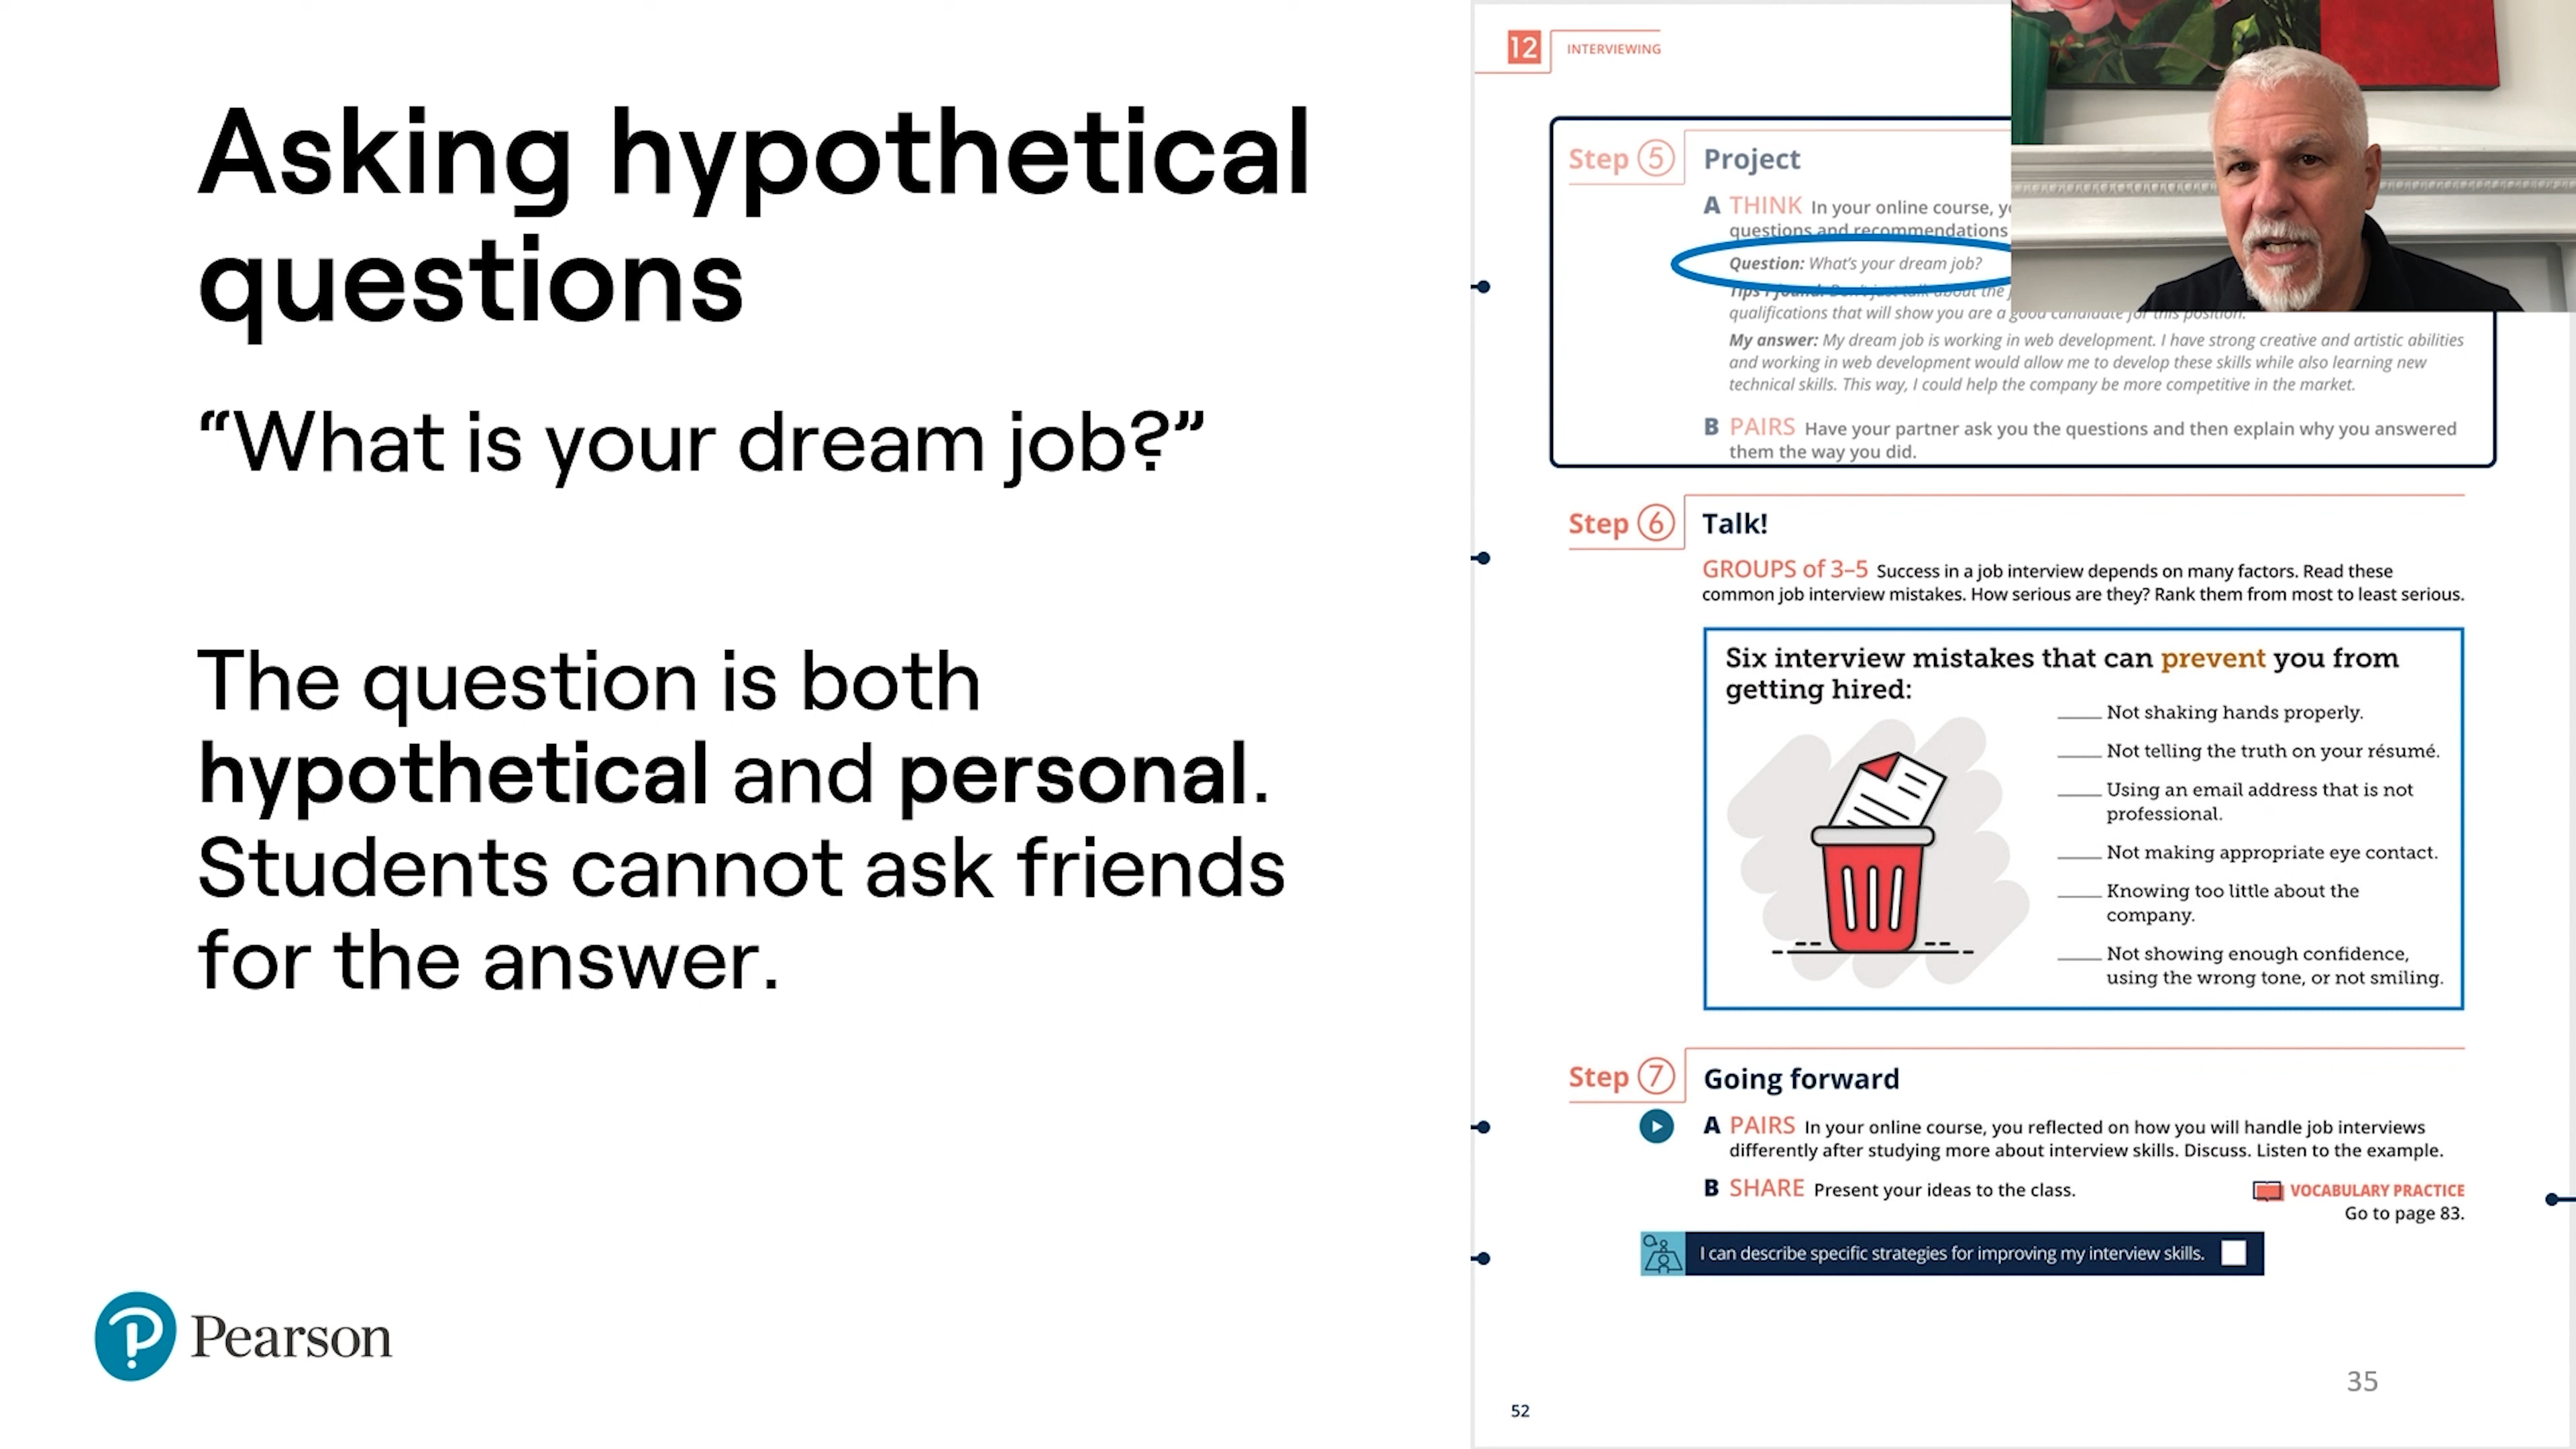 Asking hypothetical
questions
“What is your dream job?”
The question is both
hypothetical and personal.
Students cannot ask friends
for the answer.
Pearson
12 INTERVIEWING
Step 5 Project
A THINK In your online course,
questions and recommendations
Question: What's your dream job?
Tips I found: Don't just talk about the
qualifications that will show you are a good candidate for this position.
My answer: My dream job is working in web development. I have strong creative and artistic abilities
and working in web development would allow me to develop these skills while also learning new
technical skills. This way, I could help the company be more competitive in the market.
B PAIRS Have your partner ask you the questions and then explain why you answered
them the way you did.
Step 6 Talk!
GROUPS of 3–5 Success in a job interview depends on many factors. Read these
common job interview mistakes. How serious are they? Rank them from most to least serious.
Six interview mistakes that can prevent you from
getting hired:
____ Not shaking hands properly.
____ Not telling the truth on your résumé.
____ Using an email address that is not
professional.
____ Not making appropriate eye contact.
____ Knowing too little about the
company.
____ Not showing enough confidence,
using the wrong tone, or not smiling.
Step 7 Going forward
A PAIRS In your online course, you reflected on how you will handle job interviews
differently after studying more about interview skills. Discuss. Listen to the example.
B SHARE Present your ideas to the class.
VOCABULARY PRACTICE
Go to page 83.
I can describe specific strategies for improving my interview skills.
35
52